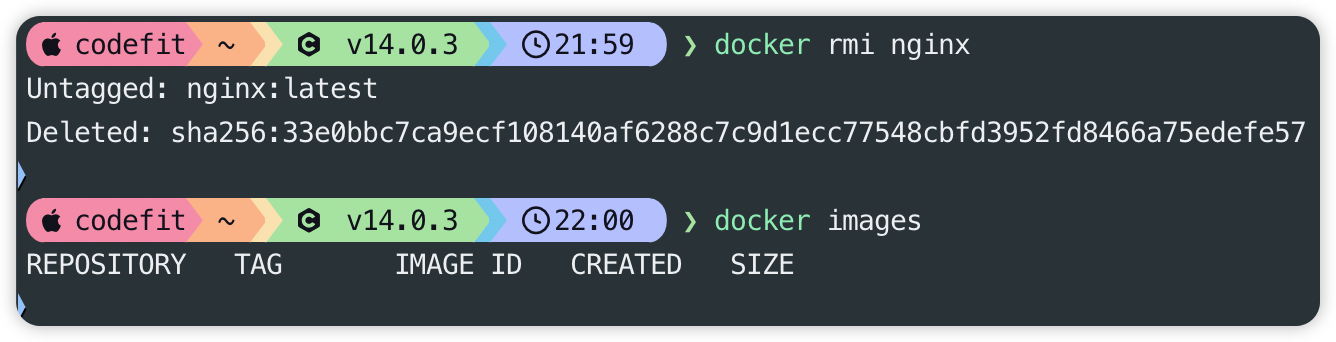 codefit ~ C v14.0.3 21:59 ❯ docker rmi nginx
Untagged: nginx:latest
Deleted: sha256:33e0bbc7ca9ecf108140af6288c7c9d1ecc77548cbfd3952fd8466a75edefe57
codefit ~ C v14.0.3 22:00 ❯ docker images
REPOSITORY   TAG       IMAGE ID   CREATED   SIZE